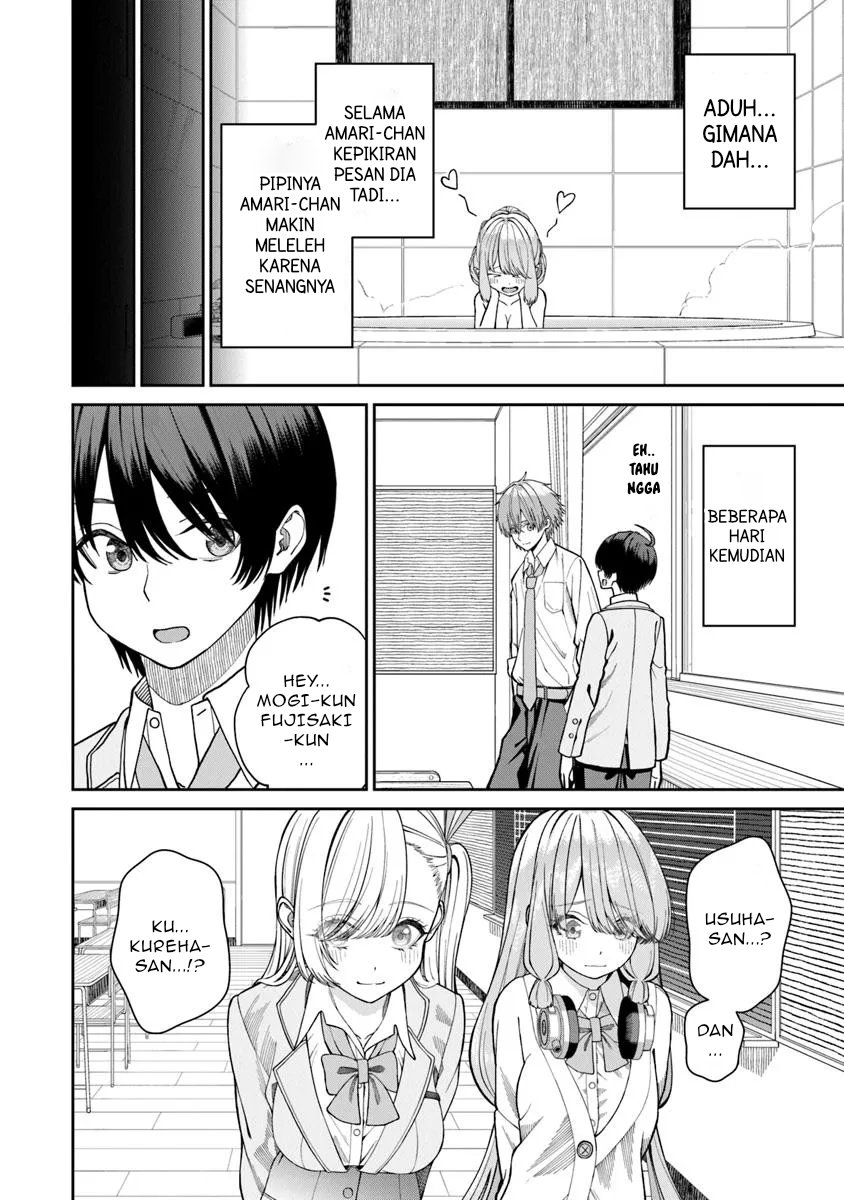 ADUH...
GIMANA
DAH...
SELAMA
AMARI-CHAN
KEPIKIRAN
PESAN DIA
TADI...
PIPINYA
AMARI-CHAN
MAKIN
MELELEH
KARENA
SENANGNYA
BEBERAPA
HARI
KEMUDIAN
EH..
TAHU
NGGA
HEY...
MOGI-KUN
FUJISAKI
-KUN
...
USUHA-
SAN...?
DAN
...
KU...
KUREHA-
SAN...!?